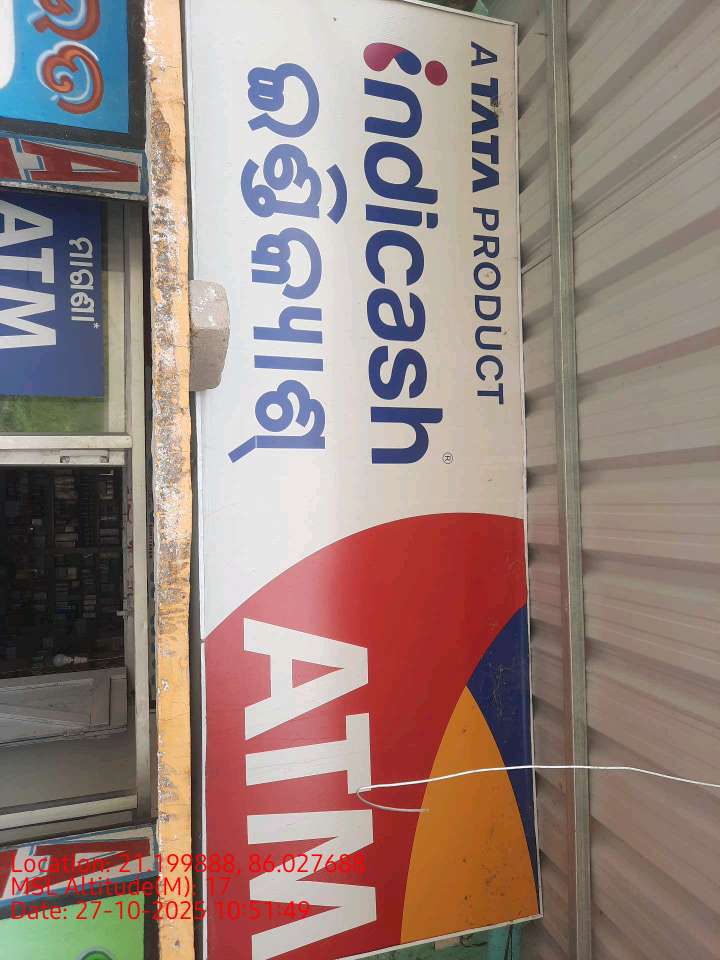 A TATA PRODUCT
indicash®
ଇଣ୍ଡିକ୍ୟାଶ୍
ATM
ମାଗଣା*
ATM
A
Location: 21.199888, 86.027688
MSL Altitude(M): 17
Date: 27-10-2025 10:51:49